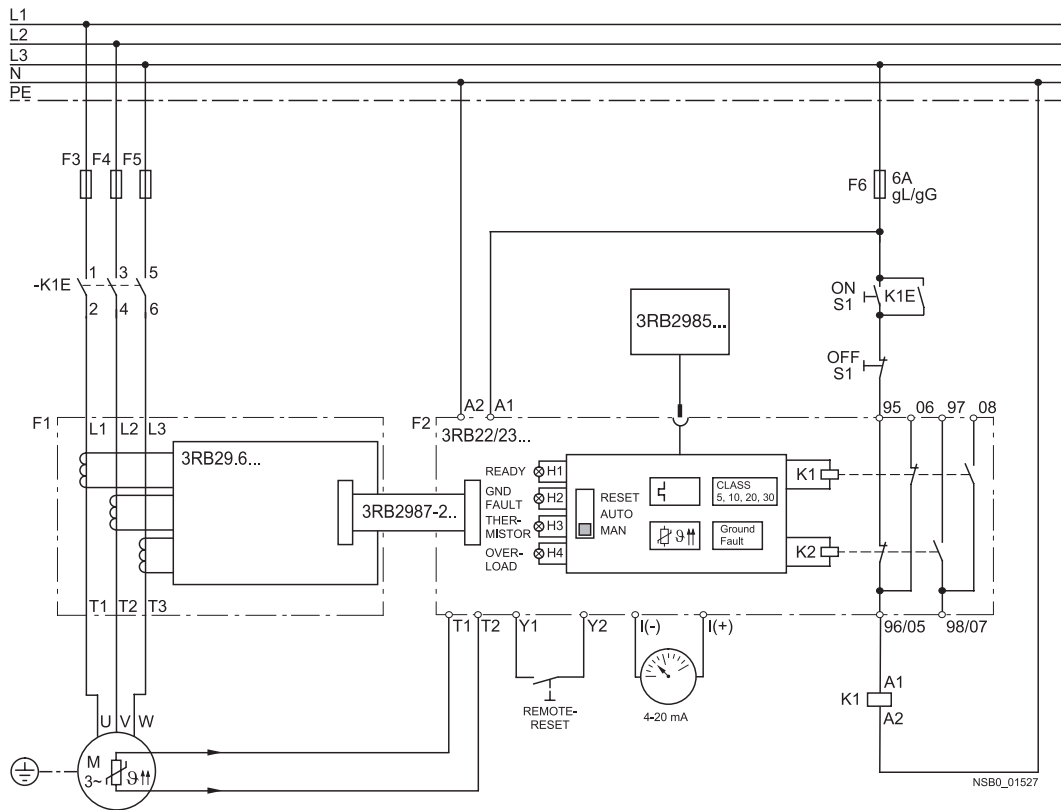 L1
L2
L3
N
PE
F3 F4 F5
F6 6A
gL/gG
-K1E
1 3 5
2 4 6
ON
S1
K1E
3RB2985...
OFF
S1
A2 A1
95 06 97 08
F1
L1 L2 L3
3RB29.6...
3RB2987-2..
F2
3RB22/23...
READY H1
GND
FAULT H2
THER-
MISTOR H3
OVER-
LOAD H4
RESET
AUTO
MAN
CLASS
5, 10, 20, 30
ϑ
Ground
Fault
K1
K2
T1 T2 T3
T1 T2 Y1 Y2 I(-) I(+)
96/05 98/07
REMOTE-
RESET
4-20 mA
K1
A1
A2
U V W
M
3~
ϑ
NSB0_01527